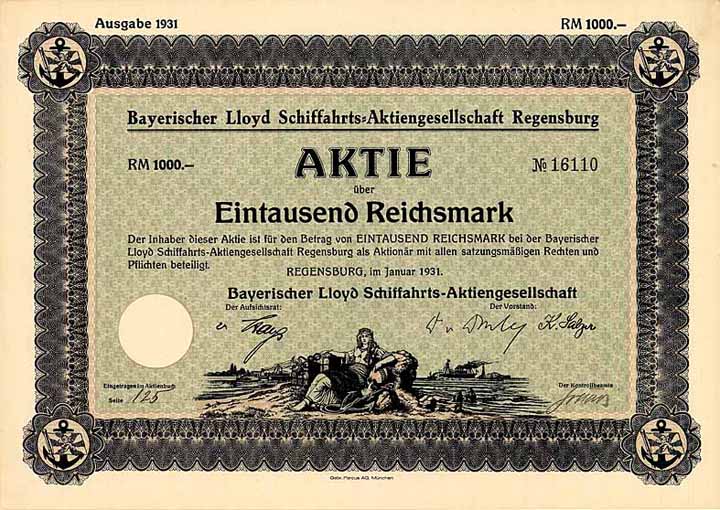 Ausgabe 1931 RM 1000.–
Bayerischer Lloyd Schiffahrts=Aktiengesellschaft Regensburg
RM 1000.– AKTIE № 16110
über
Eintausend Reichsmark
Der Inhaber dieser Aktie ist für den Betrag von EINTAUSEND REICHSMARK bei der Bayerischer
Lloyd Schiffahrts-Aktiengesellschaft Regensburg als Aktionär mit allen satzungsmäßigen Rechten und
Pflichten beteiligt.
REGENSBURG, im Januar 1931.
Bayerischer Lloyd Schiffahrts-Aktiengesellschaft
Der Aufsichtsrat: Der Vorstand:
Eingetragen im Aktienbuch Der Kontrollbeamte
Seite 125
Gebr. Parcus AG. München